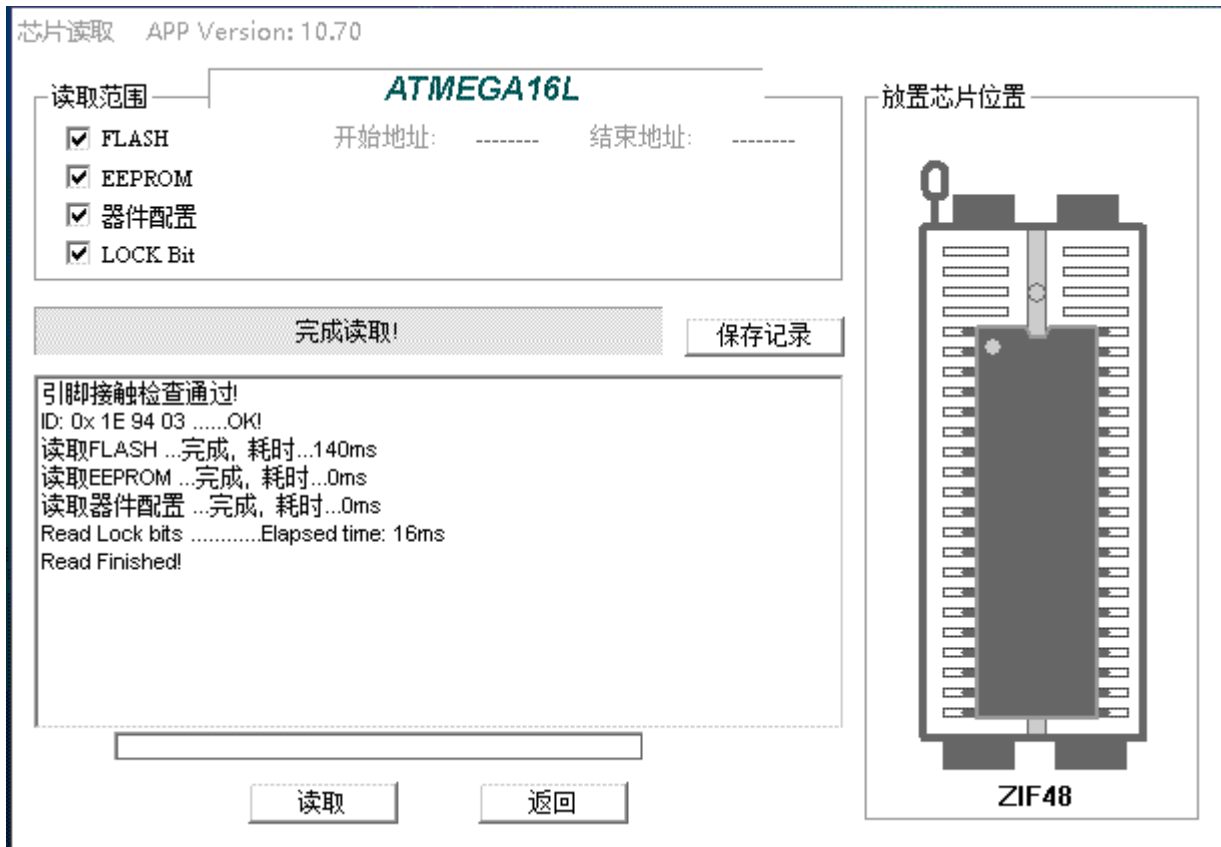 芯片读取 APP Version: 10.70
读取范围
ATMEGA16L
FLASH
开始地址: --------
结束地址: --------
EEPROM
器件配置
LOCK Bit
完成读取!
保存记录
引脚接触检查通过!
ID: 0x 1E 94 03 ......OK!
读取FLASH ...完成, 耗时...140ms
读取EEPROM ...完成, 耗时...0ms
读取器件配置 ...完成, 耗时...0ms
Read Lock bits ............Elapsed time: 16ms
Read Finished!
读取
返回
放置芯片位置
ZIF48